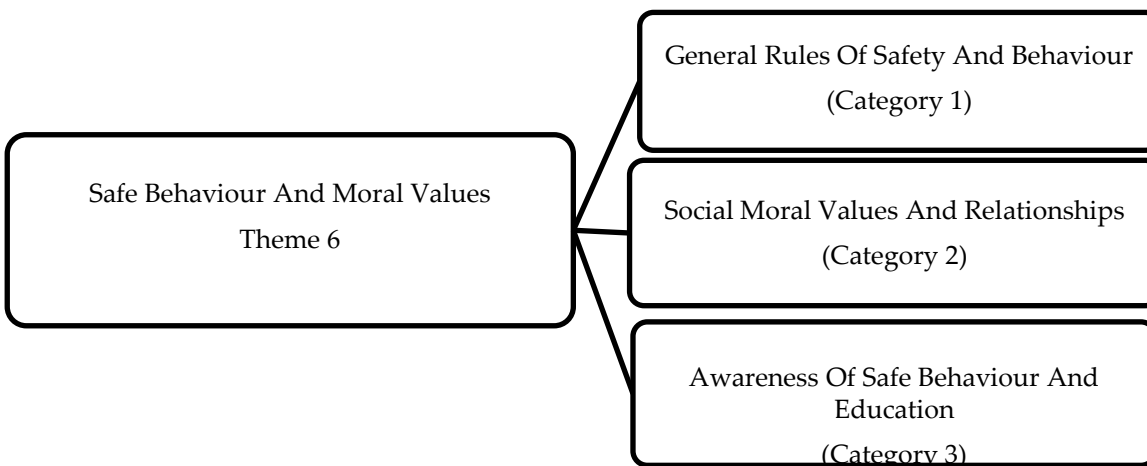 General Rules Of Safety And Behaviour
(Category 1)
Safe Behaviour And Moral Values
Theme 6
Social Moral Values And Relationships
(Category 2)
Awareness Of Safe Behaviour And
Education
(Category 3)